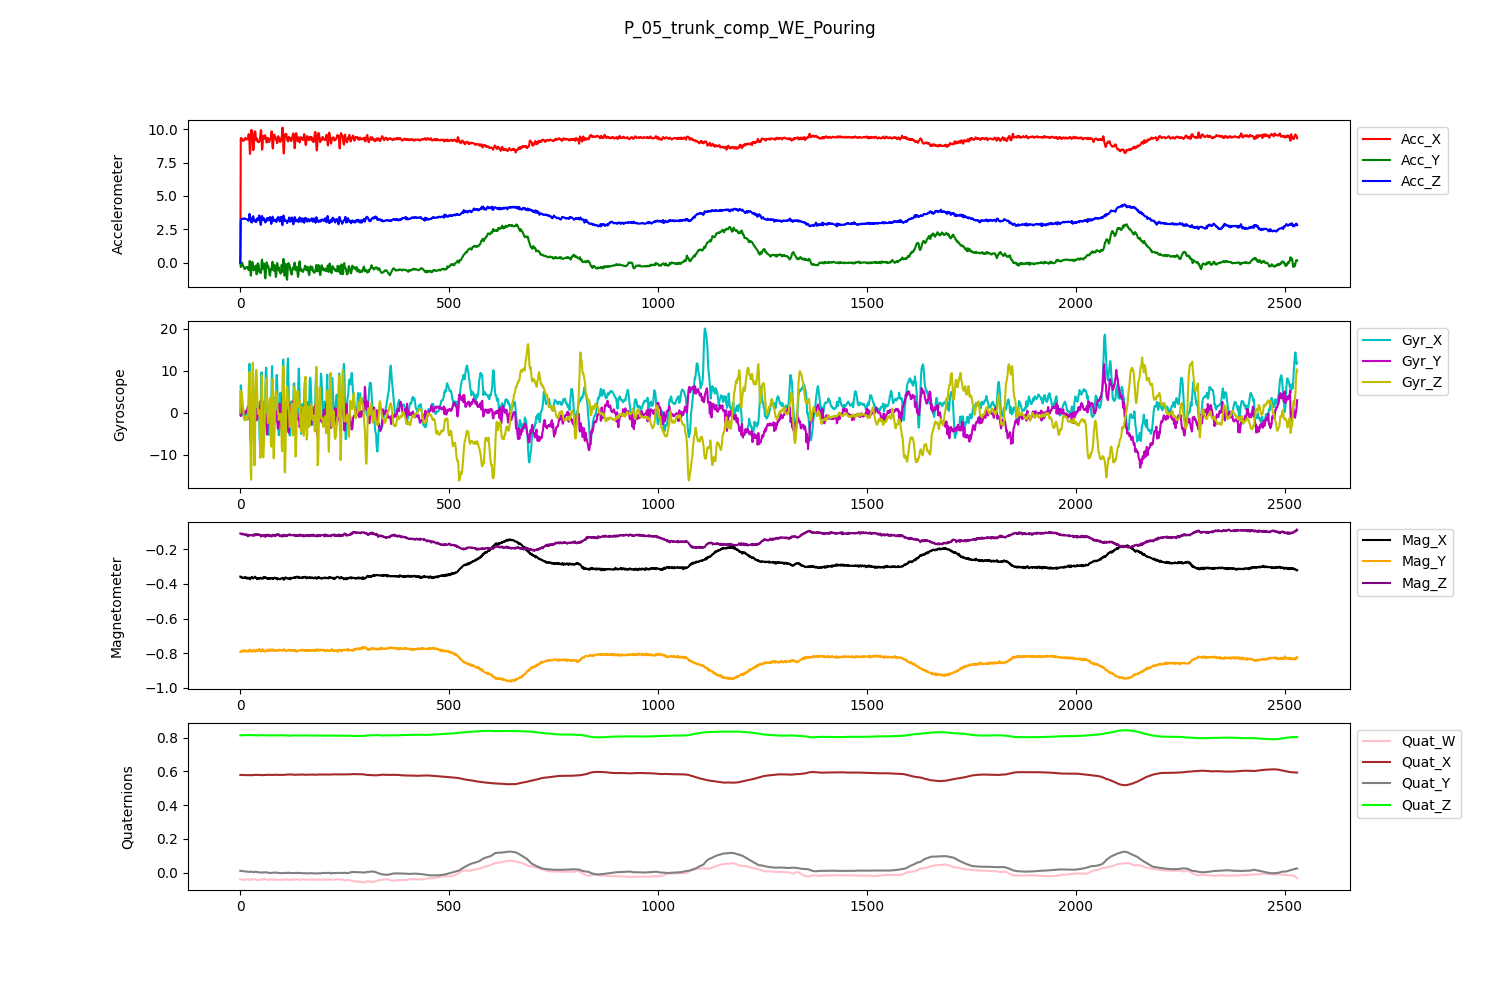 P_05_trunk_comp_WE_Pouring
Accelerometer
10.0
7.5
5.0
2.5
0.0
0 500 1000 1500 2000 2500
Acc_X
Acc_Y
Acc_Z
Gyroscope
20
10
0
−10
0 500 1000 1500 2000 2500
Gyr_X
Gyr_Y
Gyr_Z
Magnetometer
−0.2
−0.4
−0.6
−0.8
−1.0
0 500 1000 1500 2000 2500
Mag_X
Mag_Y
Mag_Z
Quaternions
0.8
0.6
0.4
0.2
0.0
0 500 1000 1500 2000 2500
Quat_W
Quat_X
Quat_Y
Quat_Z